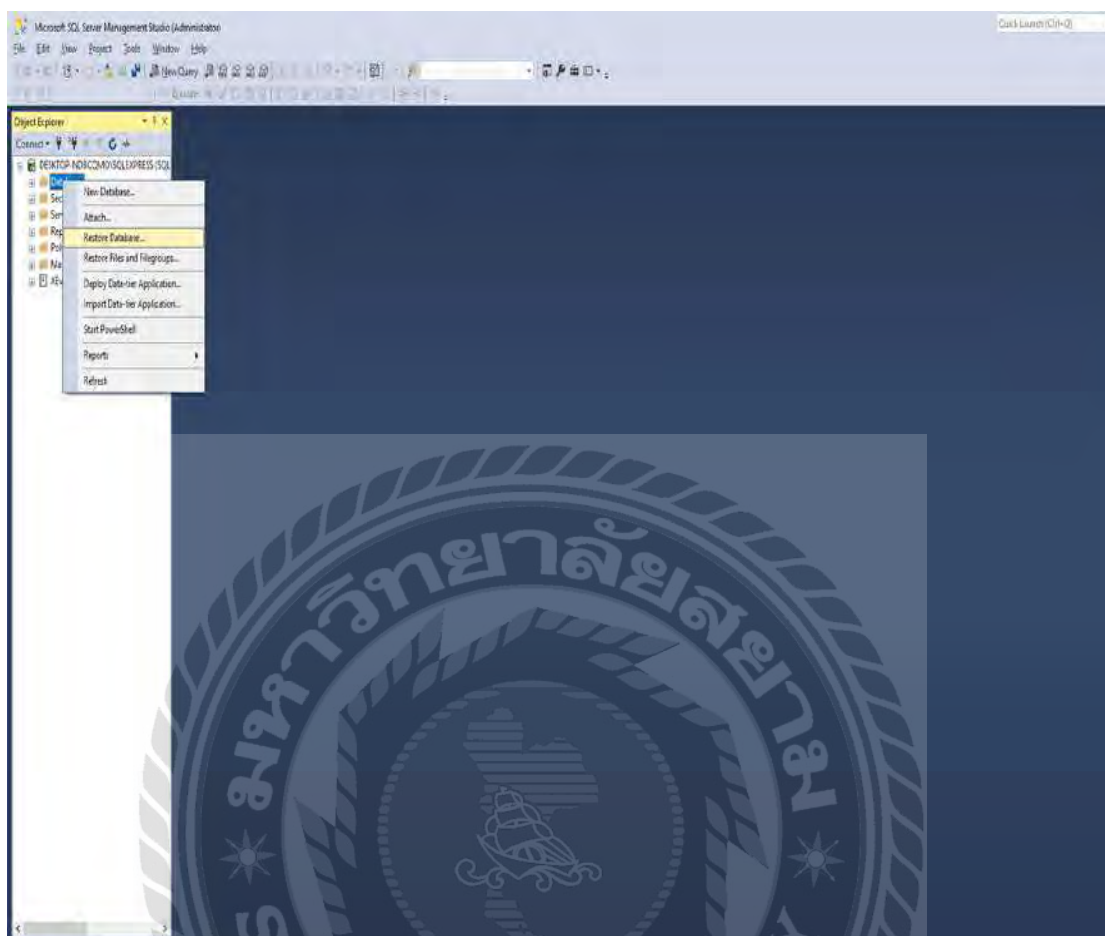 Microsoft SQL Server Management Studio (Administrator)
Quick Launch (Ctrl+Q)
File Edit View Project Tools Window Help
New Query
Object Explorer
Connect
New Database...
Attach...
Restore Database...
Restore Files and Filegroups...
Deploy Data-tier Application...
Import Data-tier Application...
Start PowerShell
Reports
Refresh
มหาวิทยาลัยสยาม